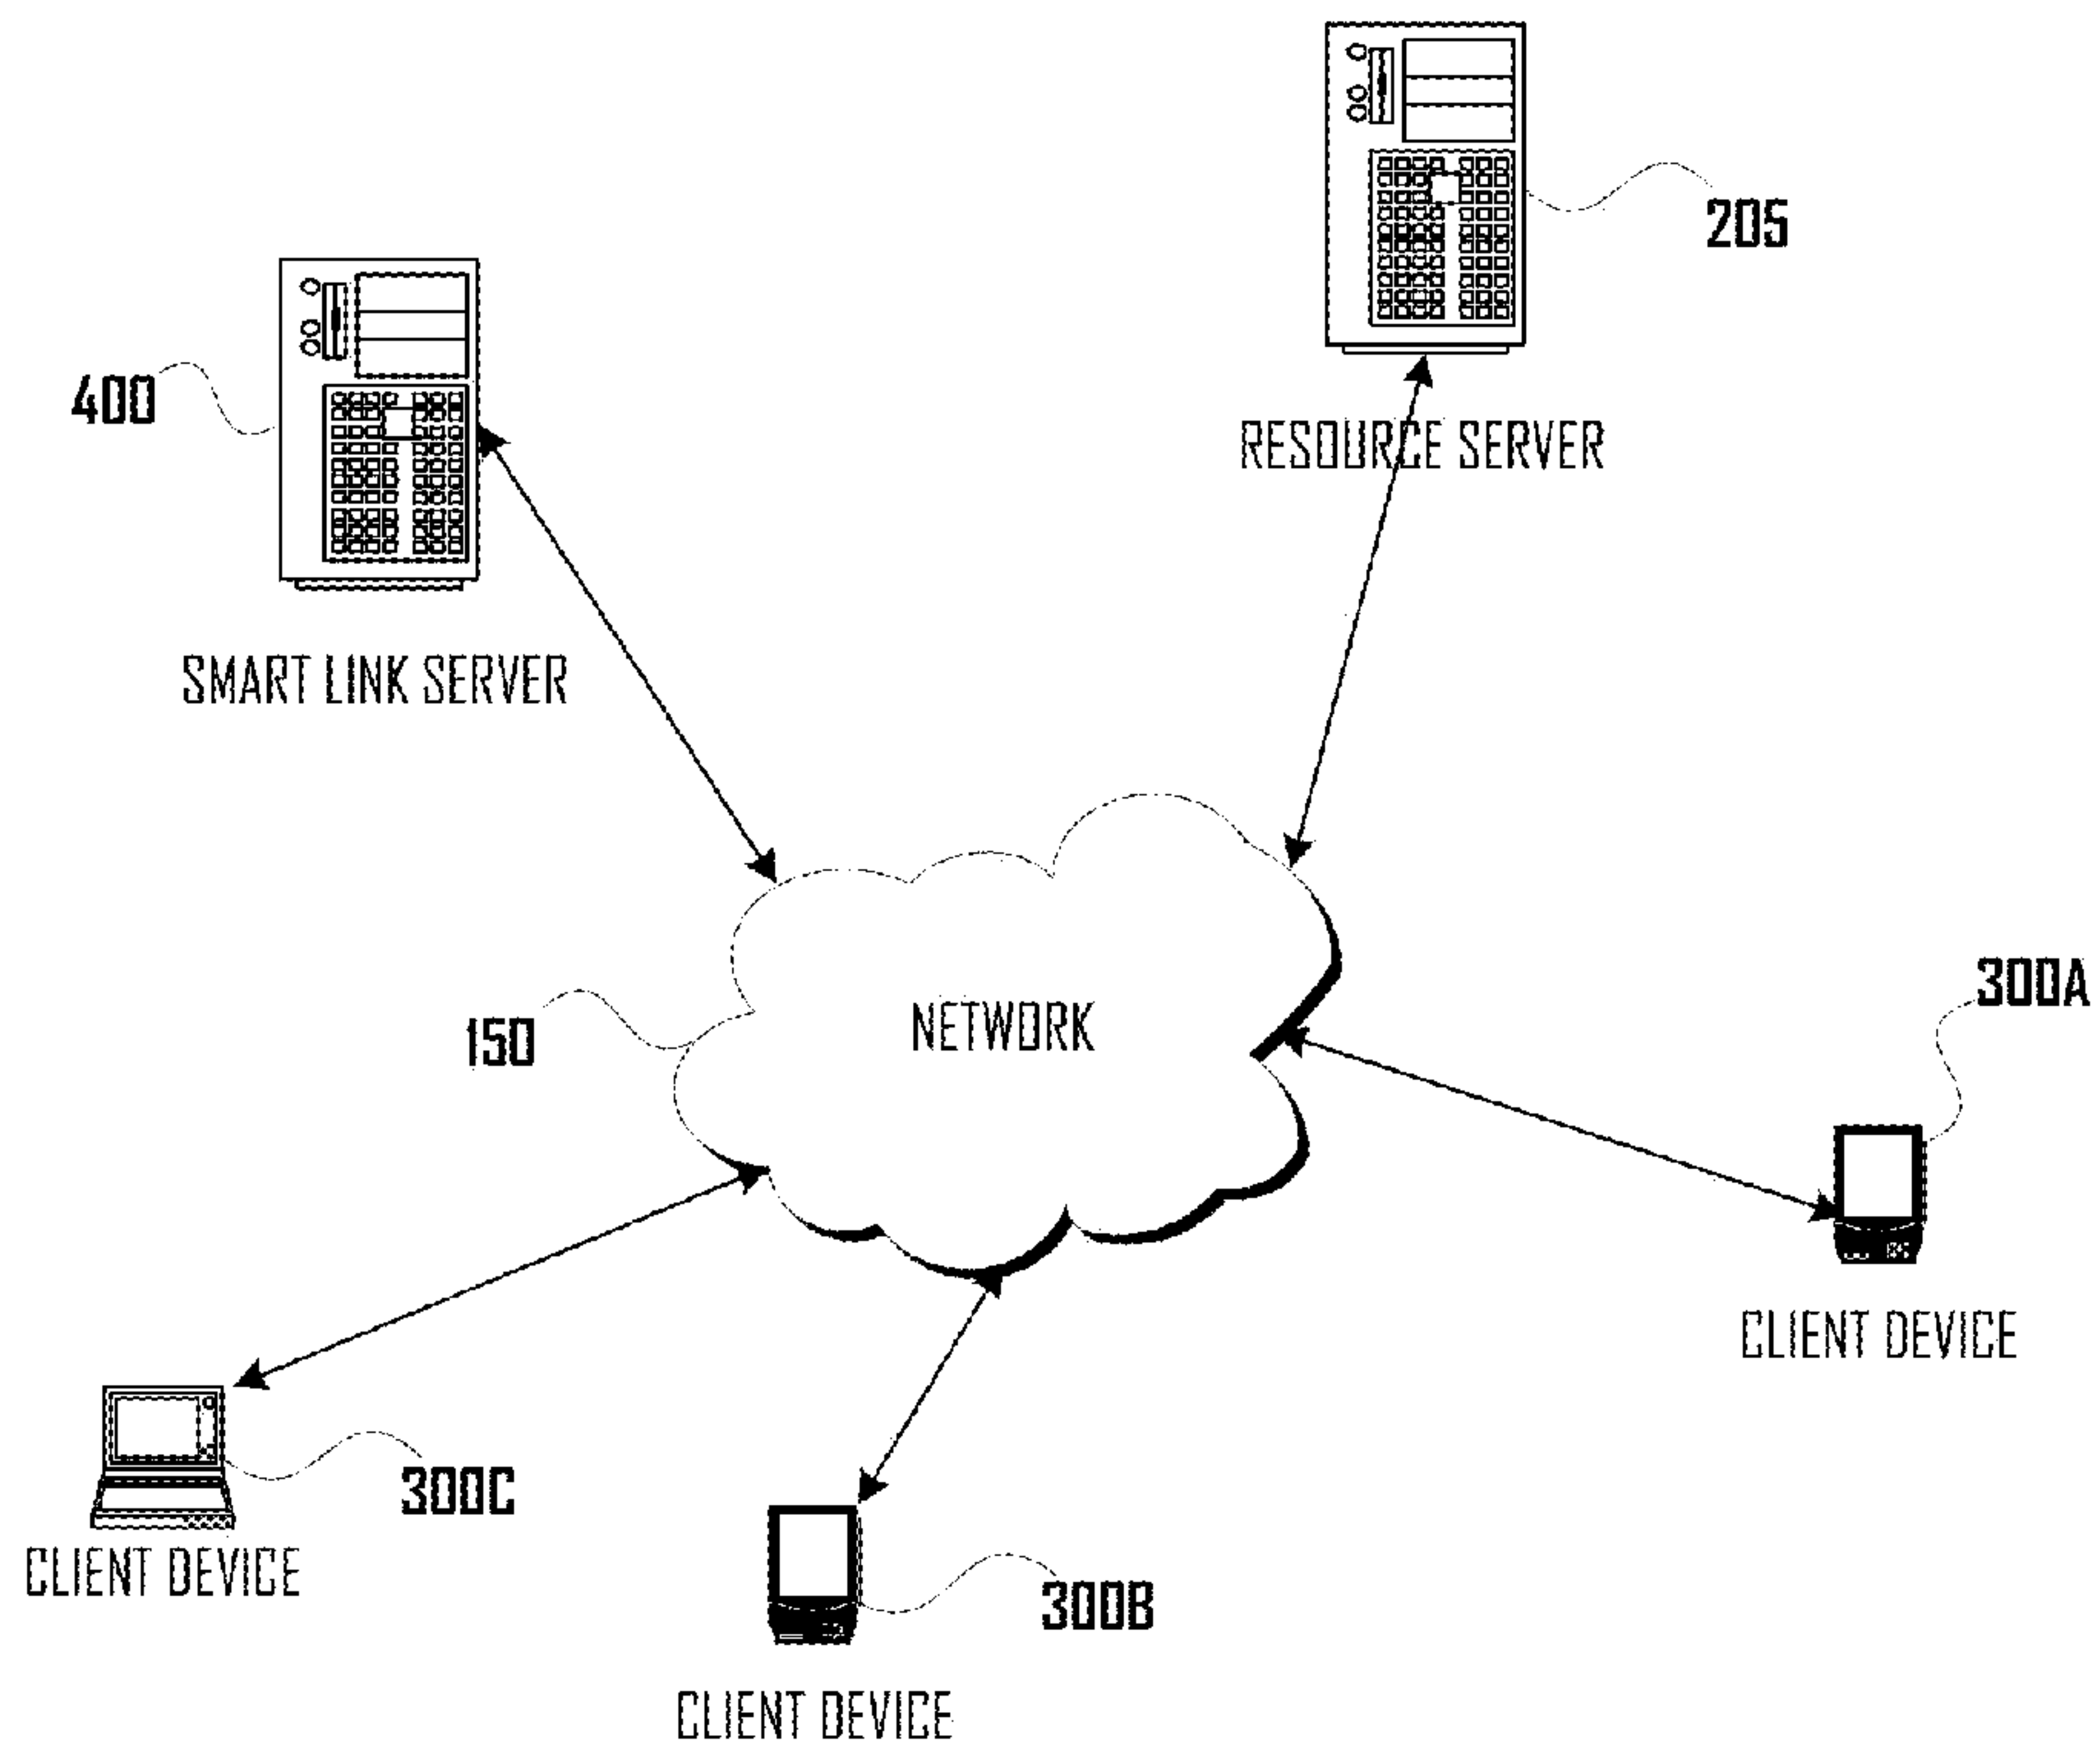 205
400
RESOURCE SERVER
SMART LINK SERVER
300A
NETWORK
150
CLIENT DEVICE
300C
CLIENT DEVICE
300B
CLIENT DEVICE